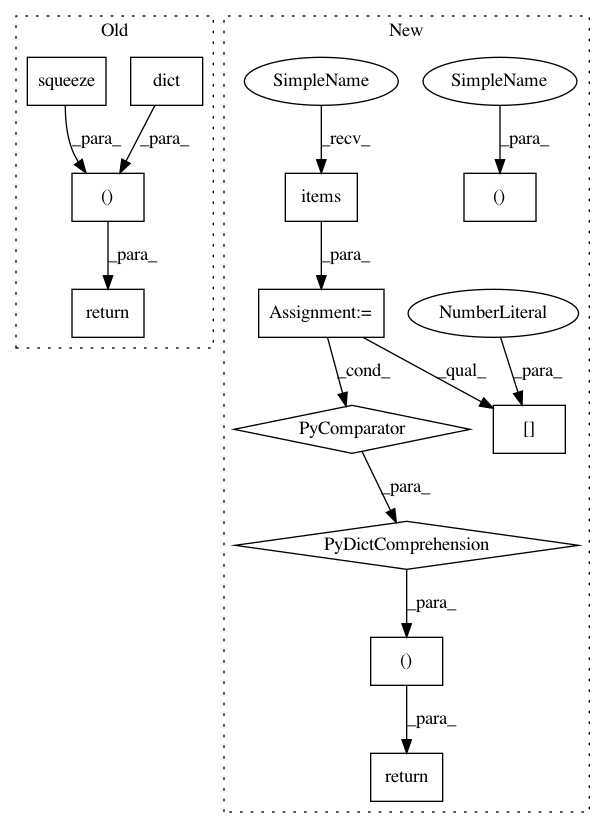 Old
New
squeeze
dict
SimpleName
SimpleName
_para_
_para_
_recv_
_para_
()
items
()
_para_
_para_
return
Assignment:=
NumberLiteral
_cond_
_qual_
_para_
PyComparator
[]
_para_
PyDictComprehension
_para_
()
_para_
return